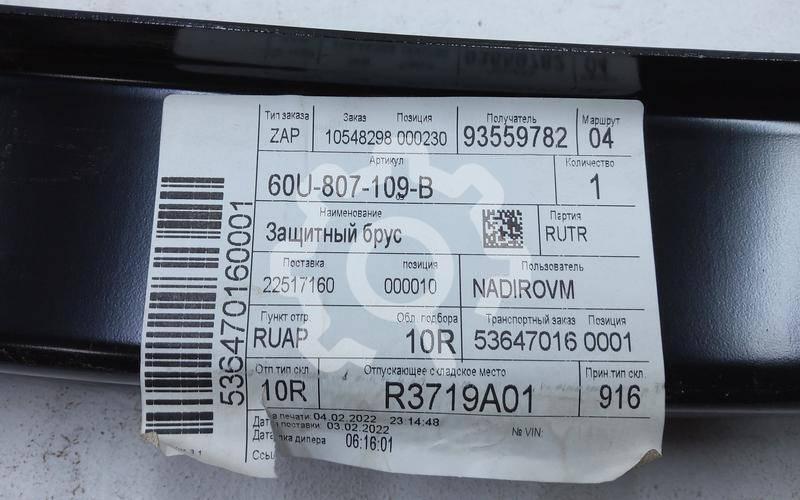 Тип заказа Заказ Позиция Получатель Маршрут
ZAP 10548298 000230 93559782 04
Артикул Количество
60U-807-109-B 1
Наименование Партия
Защитный брус RUTR
Поставка позиция Пользователь
22517160 000010 NADIROVM
Пункт отгр. Обл. подбора Транспортный заказ Позиция
RUAP 10R 53647016 0001
Отп тип скл. Отпускающее складское место Прин.тип скл.
10R R3719A01 916
а печати: 04.02.2022 23:14:48
Дата поставки: 03.02.2022 № VIN:
Дата дилера 06:16:01
Ссы
536470160001